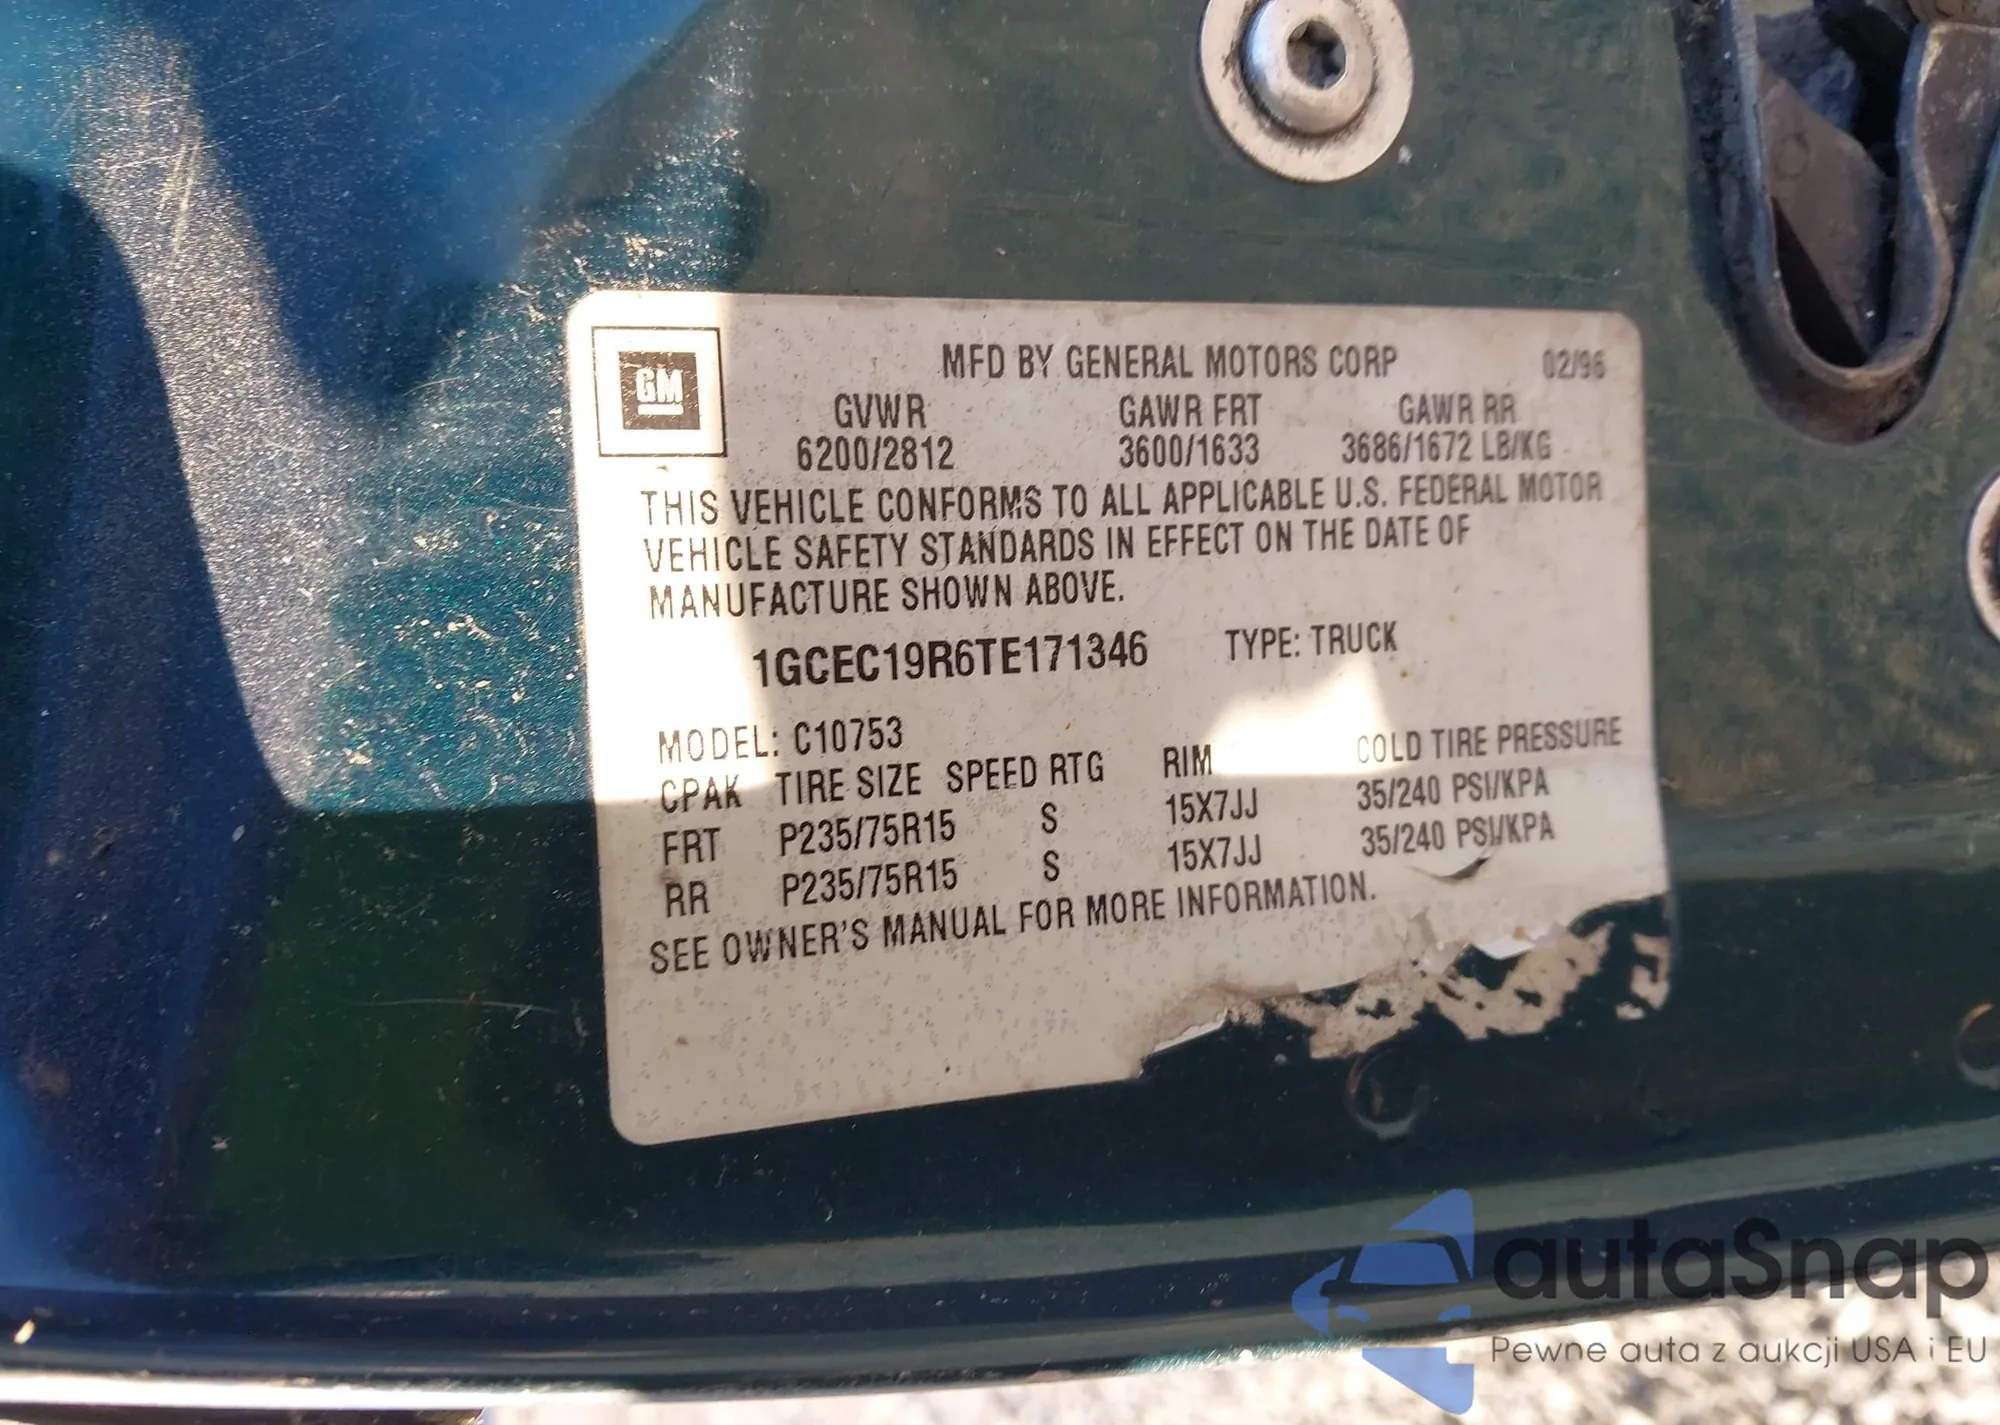 GM
MFD BY GENERAL MOTORS CORP 02/96
GVWR GAWR FRT GAWR RR
6200/2812 3600/1633 3686/1672 LB/KG
THIS VEHICLE CONFORMS TO ALL APPLICABLE U.S. FEDERAL MOTOR
VEHICLE SAFETY STANDARDS IN EFFECT ON THE DATE OF
MANUFACTURE SHOWN ABOVE.
1GCEC19R6TE171346 TYPE: TRUCK
MODEL: C10753
CPAK TIRE SIZE SPEED RTG RIM COLD TIRE PRESSURE
FRT P235/75R15 S 15X7JJ 35/240 PSI/KPA
RR P235/75R15 S 15X7JJ 35/240 PSI/KPA
SEE OWNER'S MANUAL FOR MORE INFORMATION.
autaSnap
Pewne auta z aukcji USA i EU